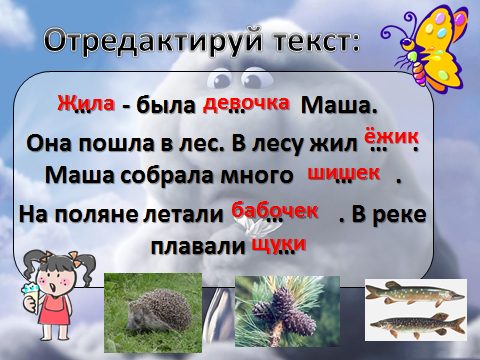 Отредактируй текст:
Жила - была девочка Маша.
Она пошла в лес. В лесу жил ёжик .
Маша собрала много шишек .
На поляне летали бабочек . В реке
плавали щуки